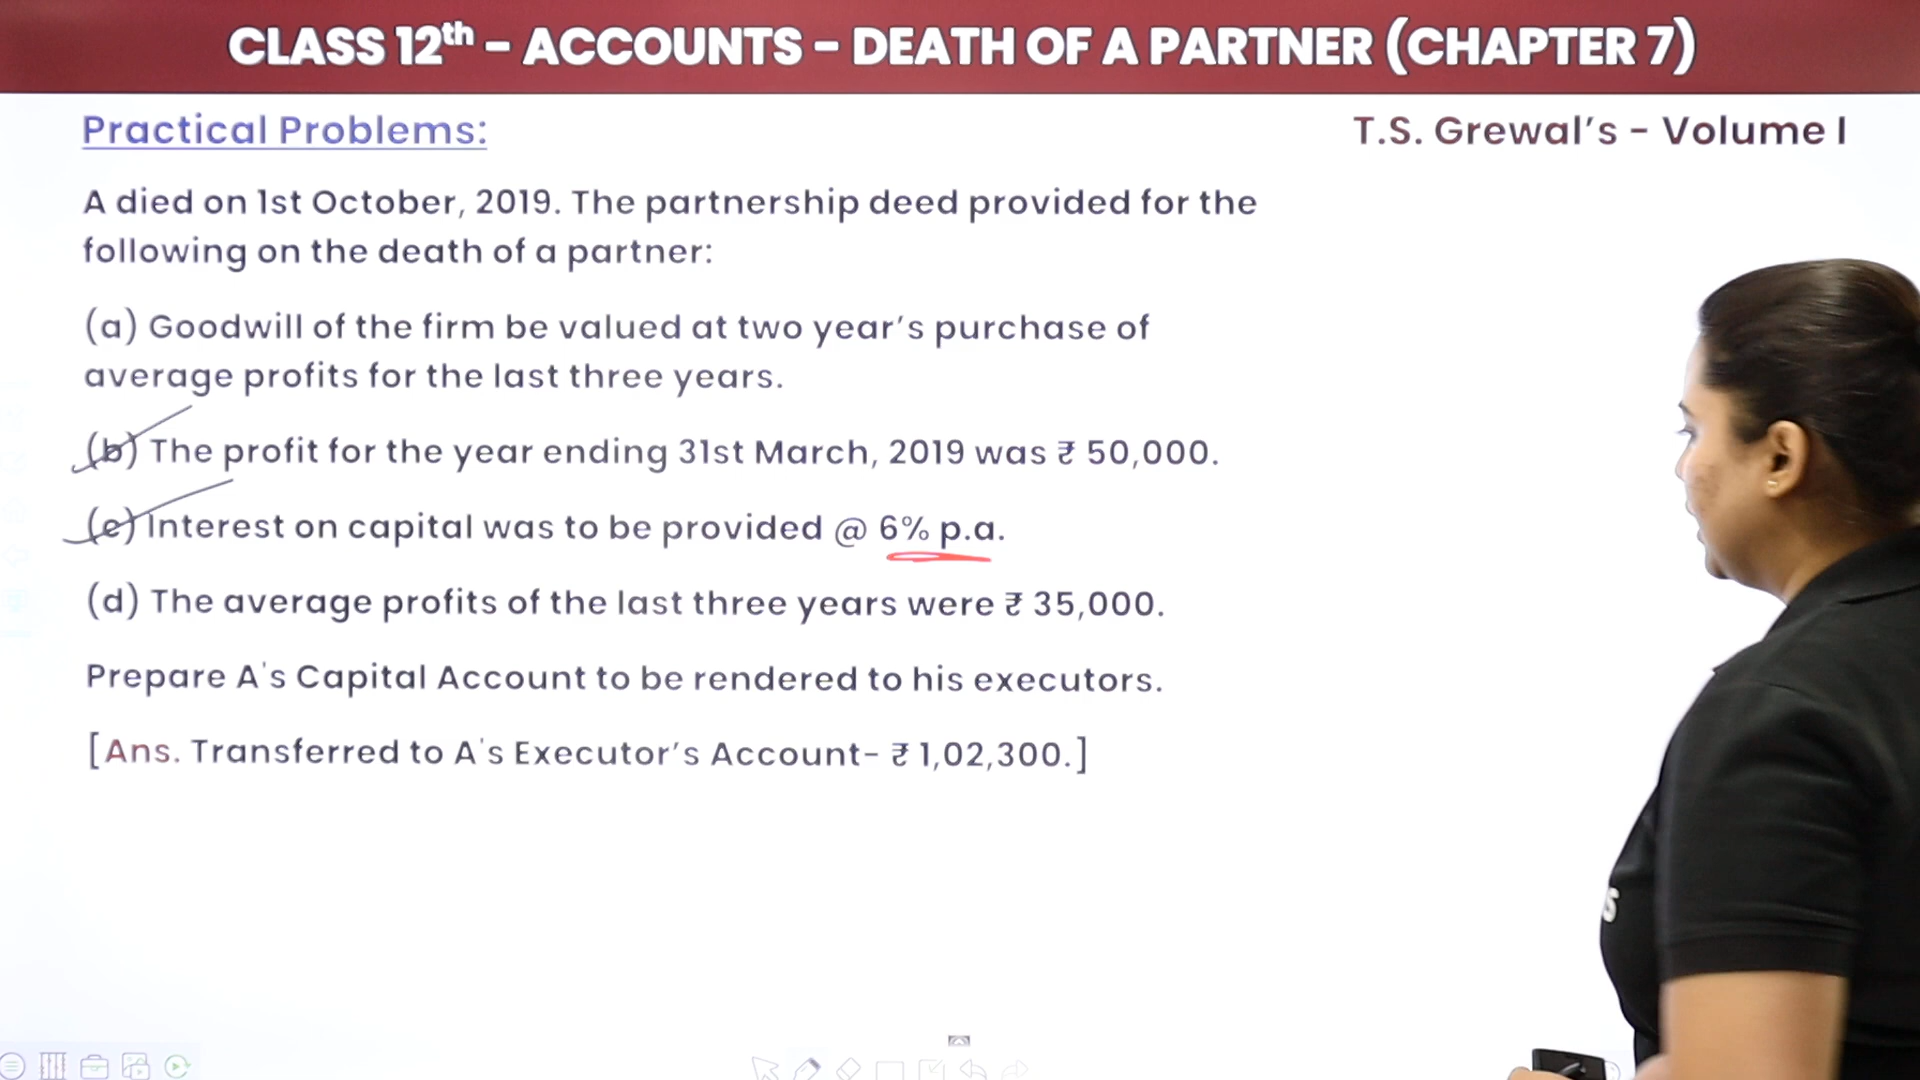 CLASS 12th – ACCOUNTS – DEATH OF A PARTNER (CHAPTER 7)
Practical Problems:
T.S. Grewal’s - Volume I
A died on 1st October, 2019. The partnership deed provided for the
following on the death of a partner:
(a) Goodwill of the firm be valued at two year’s purchase of
average profits for the last three years.
(b) The profit for the year ending 31st March, 2019 was ₹ 50,000.
(c) Interest on capital was to be provided @ 6% p.a.
(d) The average profits of the last three years were ₹ 35,000.
Prepare A's Capital Account to be rendered to his executors.
[Ans. Transferred to A's Executor’s Account- ₹ 1,02,300.]
S